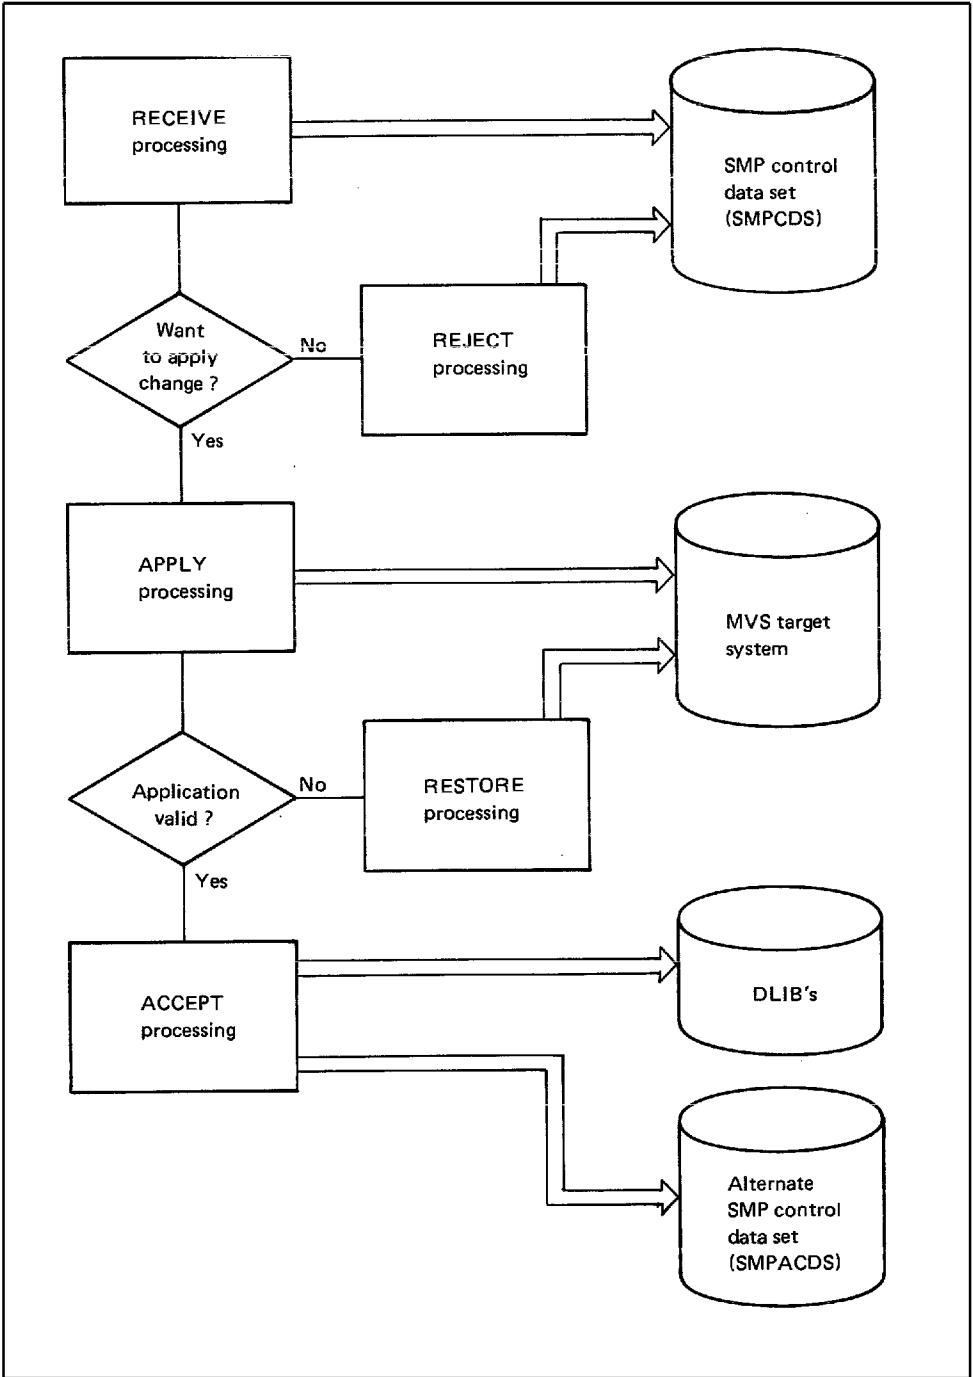 RECEIVE
processing
SMP control
data set
(SMPCDS)
Want
to apply
change ?
No
REJECT
processing
Yes
APPLY
processing
MVS target
system
Application
valid ?
No
RESTORE
processing
Yes
ACCEPT
processing
DLIB's
Alternate
SMP control
data set
(SMPACDS)